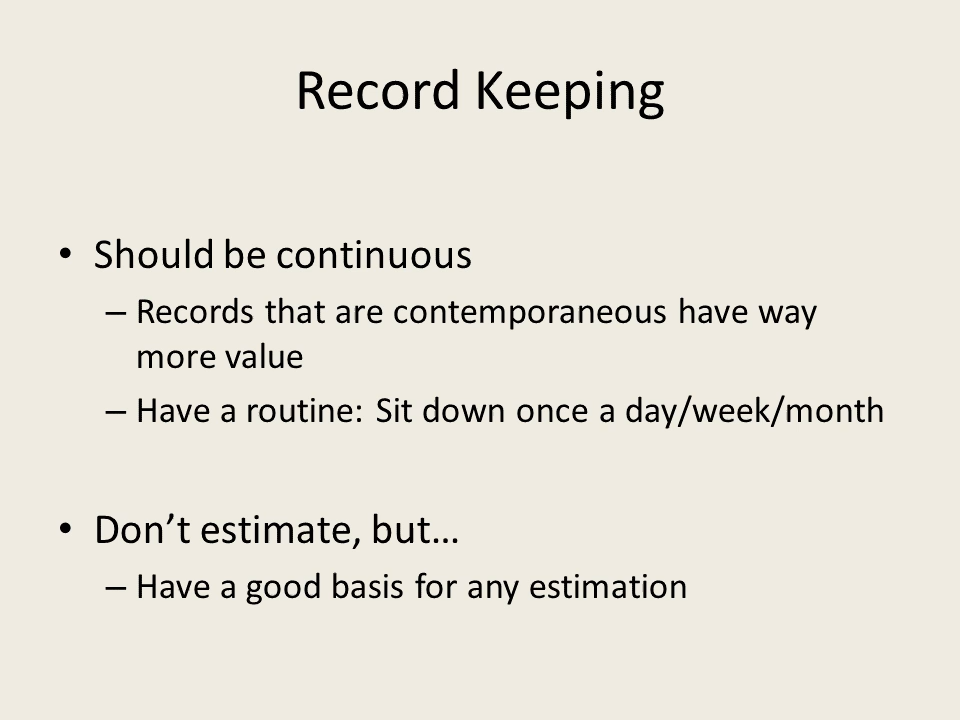 Record Keeping
• Should be continuous
– Records that are contemporaneous have way
more value
– Have a routine: Sit down once a day/week/month
• Don’t estimate, but…
– Have a good basis for any estimation